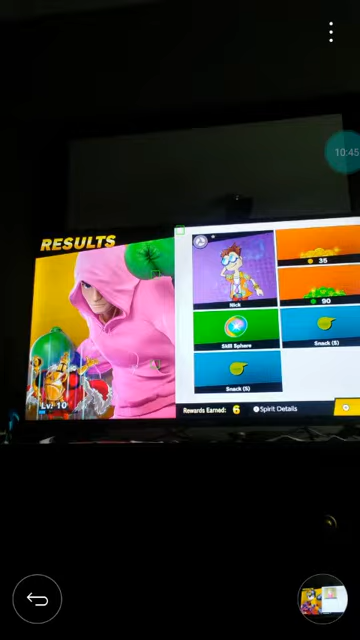 10:45
RESULTS
35
Nick
90
Skill Sphere
Snack (S)
Snack (S)
Lv. 10
Rewards Earned: 6
Spirit Details